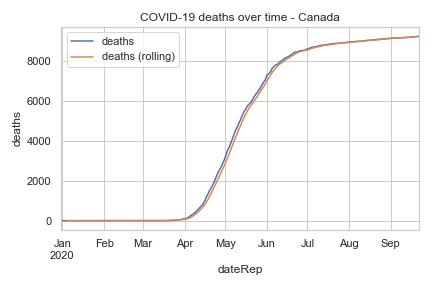 COVID-19 deaths over time - Canada
deaths
deaths (rolling)
8000
6000
4000
2000
0
deaths
Jan Feb Mar Apr May Jun Jul Aug Sep
2020
dateRep